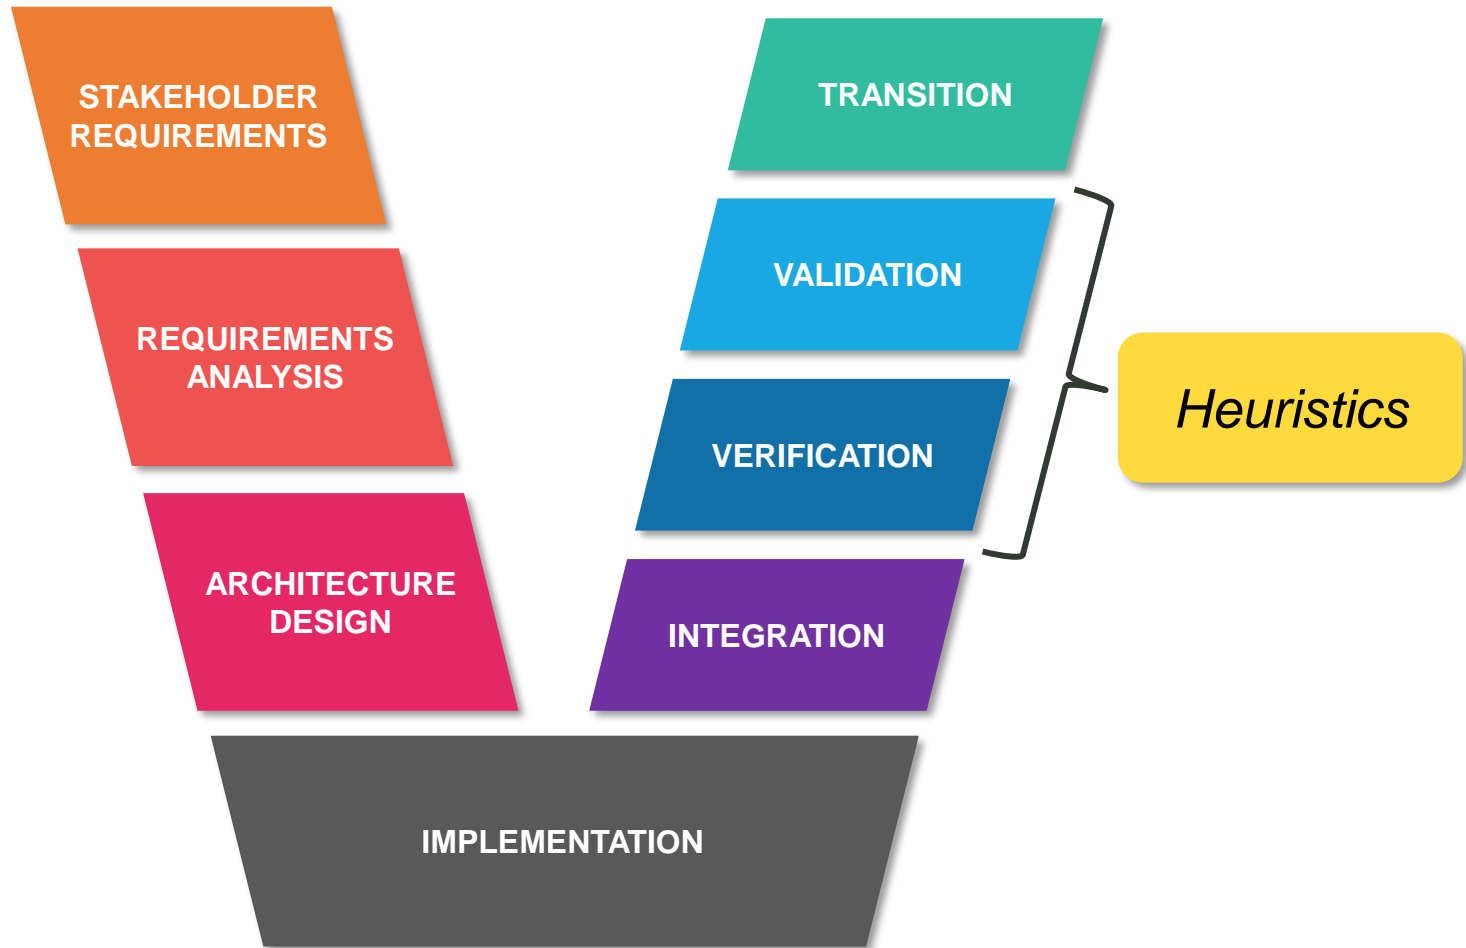 STAKEHOLDER
REQUIREMENTS
REQUIREMENTS
ANALYSIS
ARCHITECTURE
DESIGN
IMPLEMENTATION
INTEGRATION
VERIFICATION
VALIDATION
TRANSITION
Heuristics